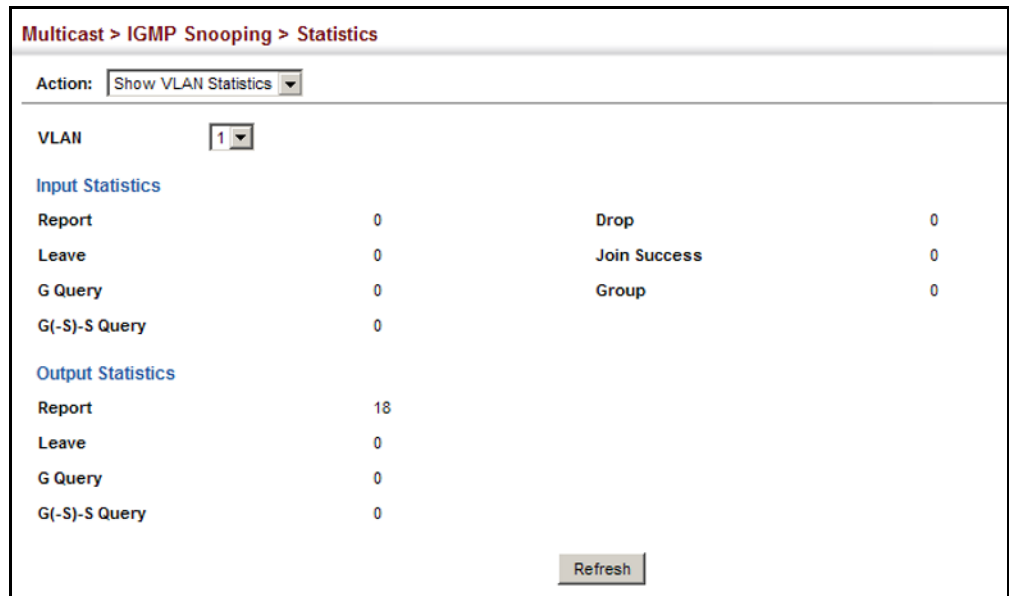 Multicast > IGMP Snooping > Statistics
Action: Show VLAN Statistics
VLAN 1
Input Statistics
Report 0 Drop 0
Leave 0 Join Success 0
G Query 0 Group 0
G(-S)-S Query 0
Output Statistics
Report 18
Leave 0
G Query 0
G(-S)-S Query 0
Refresh